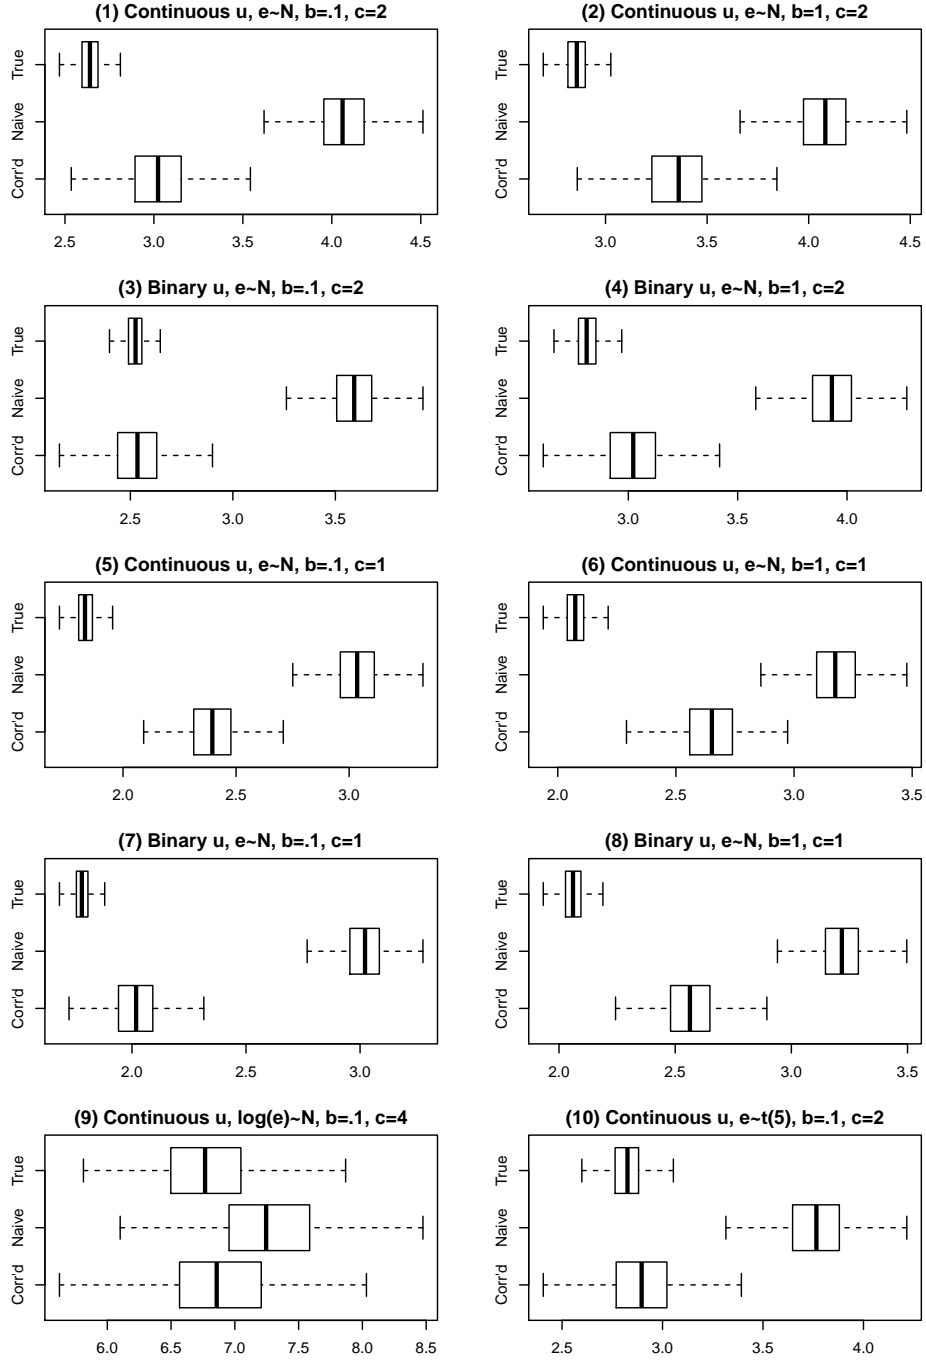 (1) Continuous u, e~N, b=.1, c=2
True
Naive
Corr'd
2.5 3.0 3.5 4.0 4.5
(2) Continuous u, e~N, b=1, c=2
True
Naive
Corr'd
3.0 3.5 4.0 4.5
(3) Binary u, e~N, b=.1, c=2
True
Naive
Corr'd
2.5 3.0 3.5
(4) Binary u, e~N, b=1, c=2
True
Naive
Corr'd
3.0 3.5 4.0
(5) Continuous u, e~N, b=.1, c=1
True
Naive
Corr'd
2.0 2.5 3.0
(6) Continuous u, e~N, b=1, c=1
True
Naive
Corr'd
2.0 2.5 3.0 3.5
(7) Binary u, e~N, b=.1, c=1
True
Naive
Corr'd
2.0 2.5 3.0
(8) Binary u, e~N, b=1, c=1
True
Naive
Corr'd
2.0 2.5 3.0 3.5
(9) Continuous u, log(e)~N, b=.1, c=4
True
Naive
Corr'd
6.0 6.5 7.0 7.5 8.0 8.5
(10) Continuous u, e~t(5), b=.1, c=2
True
Naive
Corr'd
2.5 3.0 3.5 4.0